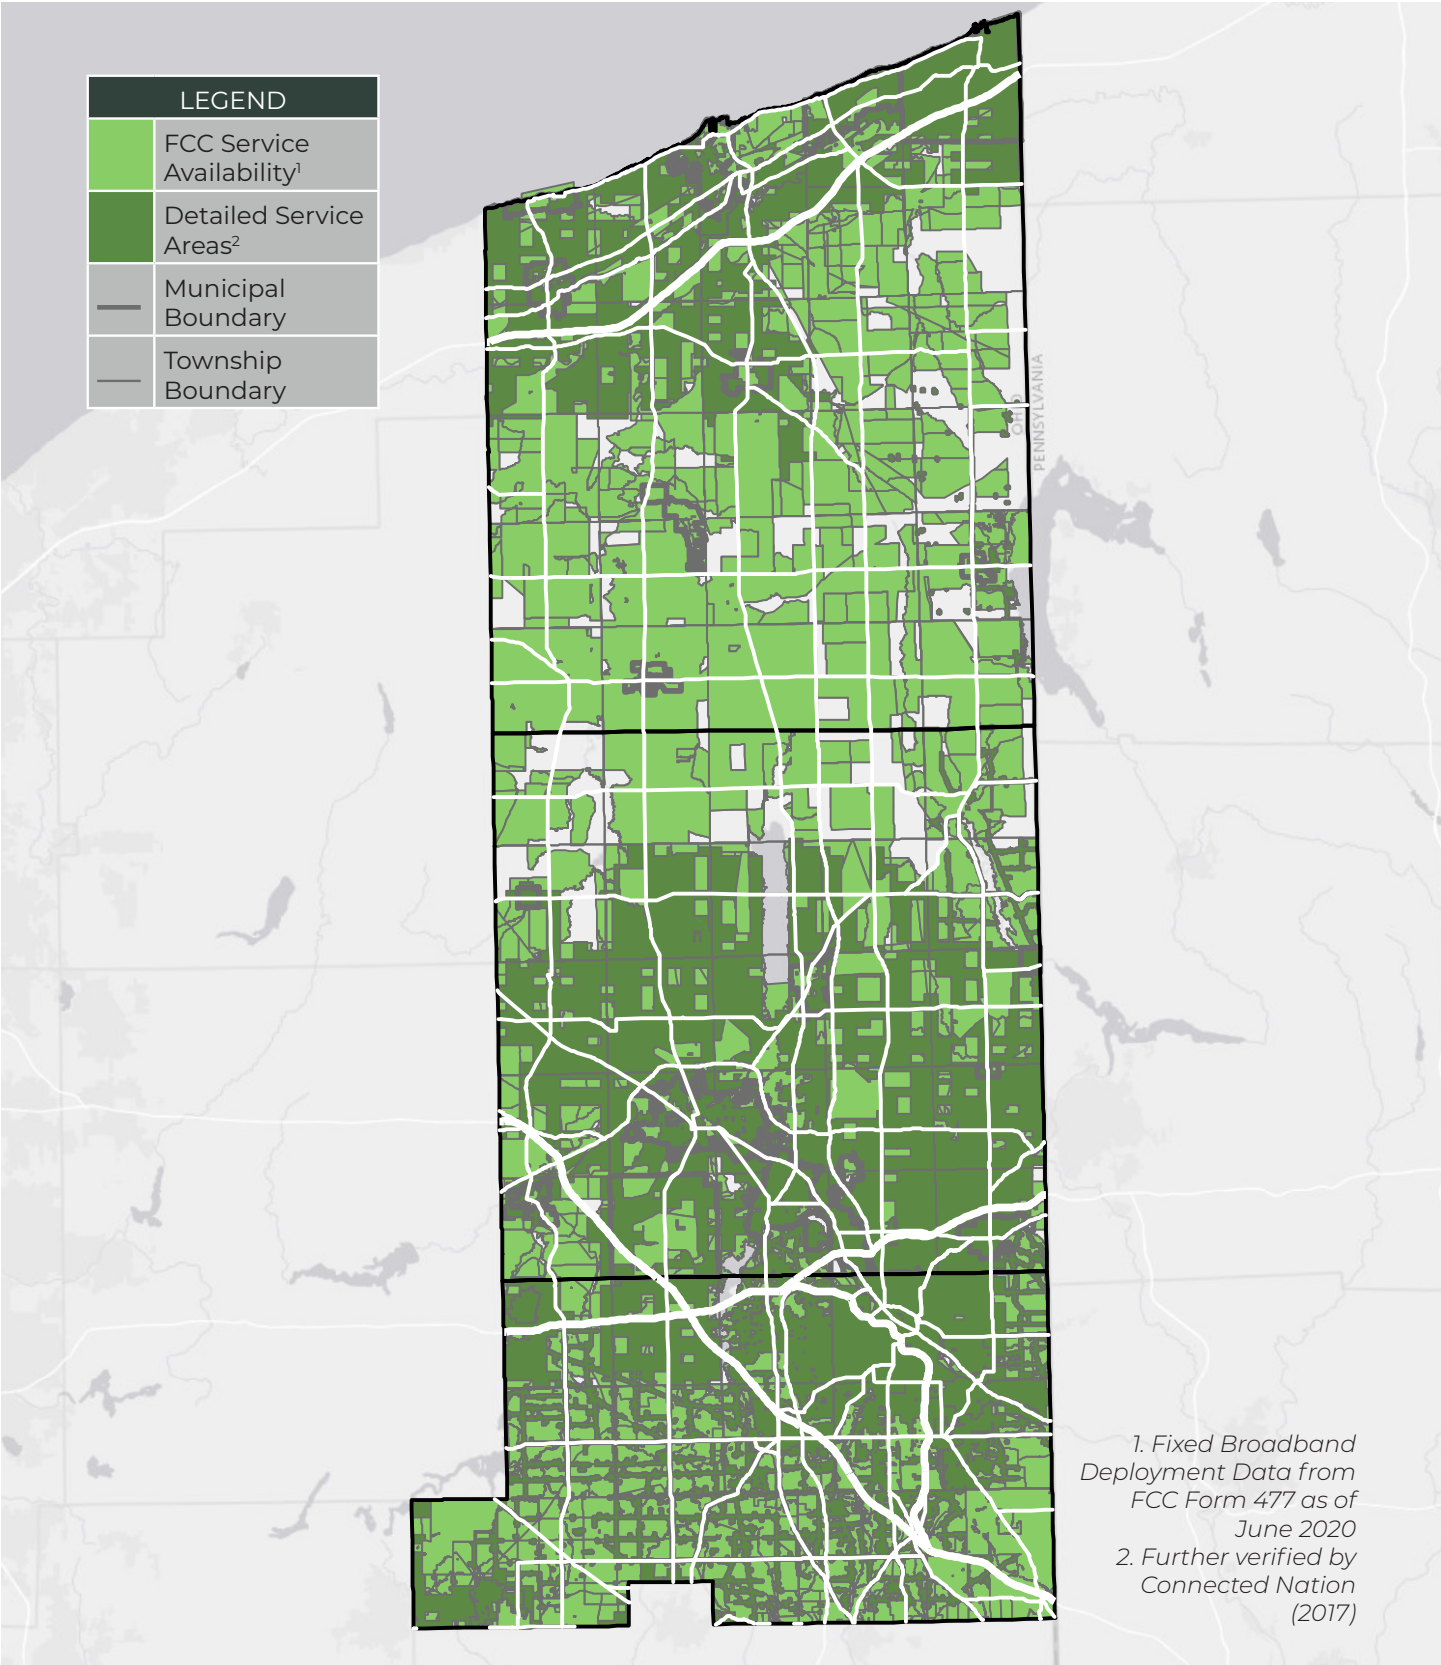 LEGEND
FCC Service
Availability¹
Detailed Service
Areas²
Municipal
Boundary
Township
Boundary
OHIO
PENNSYLVANIA
1. Fixed Broadband
Deployment Data from
FCC Form 477 as of
June 2020
2. Further verified by
Connected Nation
(2017)